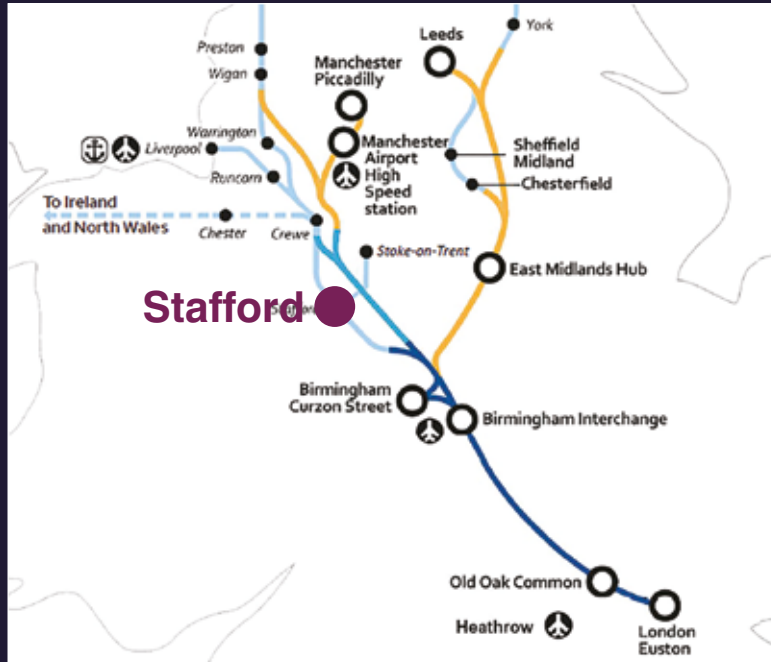 York
Leeds
Preston
Wigan
Manchester
Piccadilly
Warrington
Liverpool
Manchester
Airport
High
Speed
station
Sheffield
Midland
Runcorn
Chesterfield
To Ireland
and North Wales
Chester
Crewe
Stoke-on-Trent
East Midlands Hub
Stafford
Birmingham
Curzon Street
Birmingham Interchange
Old Oak Common
Heathrow
London
Euston